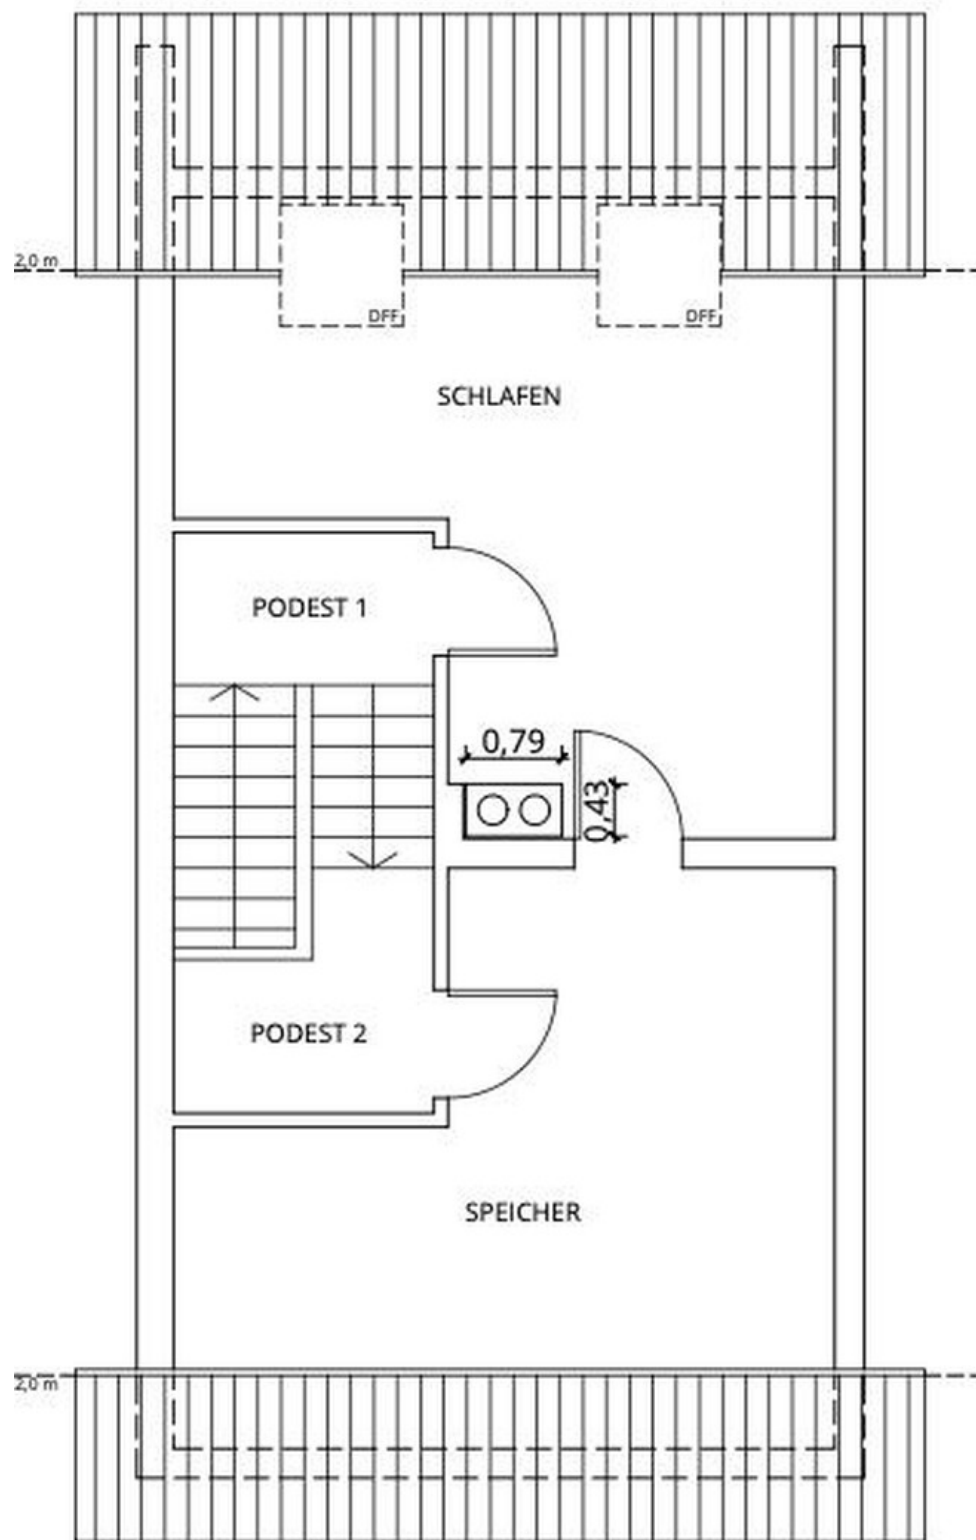 2,0 m
DFF
DFF
SCHLAFEN
PODEST 1
0,79
0,43
PODEST 2
SPEICHER
2,0 m